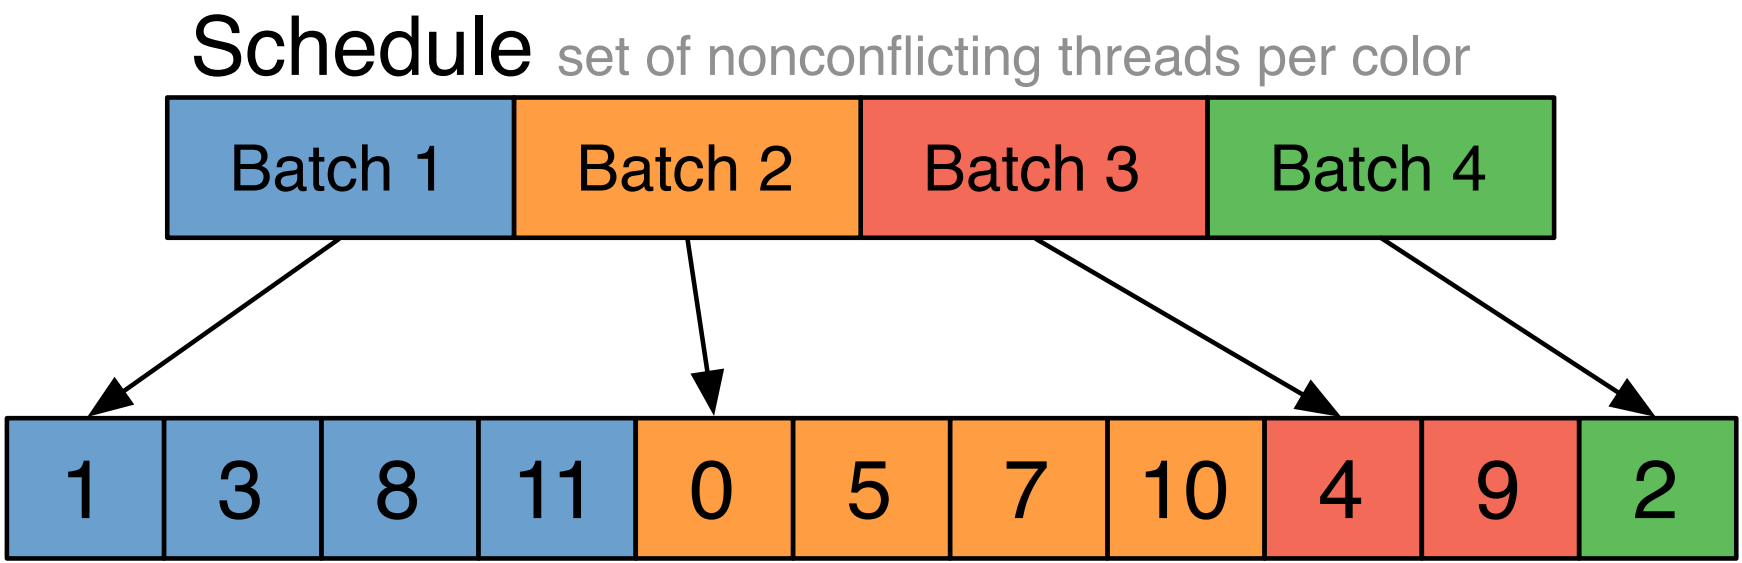 Schedule set of nonconflicting threads per color
Batch 1 Batch 2 Batch 3 Batch 4
1 3 8 11 0 5 7 10 4 9 2